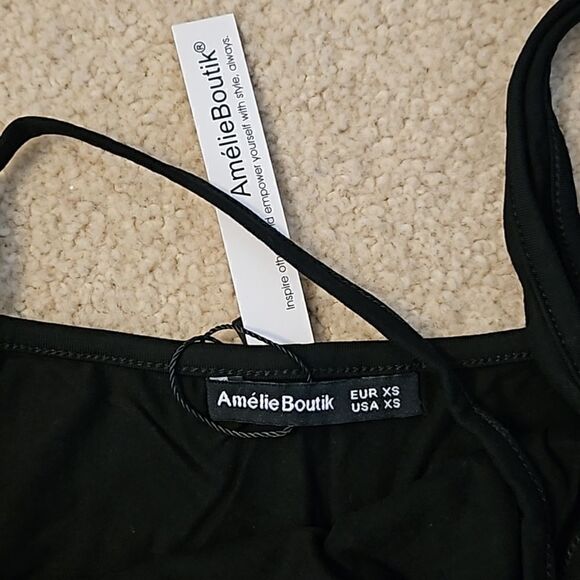 AmélieBoutik®
Inspire oth d empower yourself with style, always.
AmélieBoutik
EUR XS
USA XS